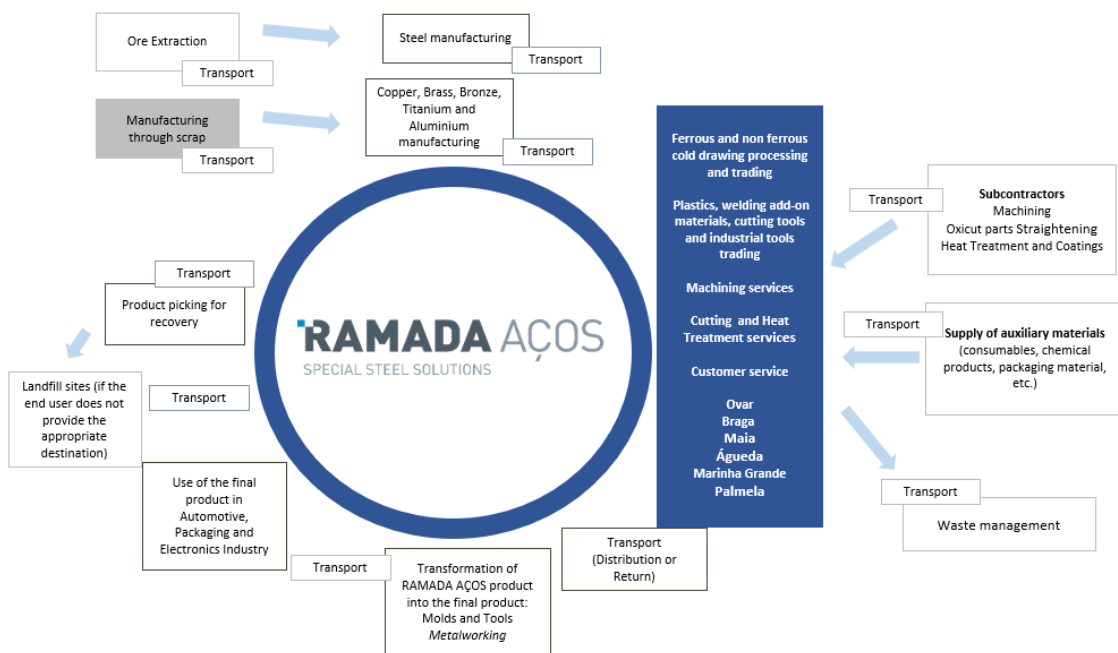 Ore Extraction
Transport
Steel manufacturing
Transport
Manufacturing
through scrap
Transport
Copper, Brass, Bronze,
Titanium and
Aluminium
manufacturing
Transport
Ferrous and non ferrous
cold drawing processing
and trading
Plastics, welding add-on
materials, cutting tools
and industrial tools
trading
Machining services
Cutting and Heat
Treatment services
Customer service
Ovar
Braga
Maia
Águeda
Marinha Grande
Palmela
Transport
Subcontractors
Machining
Oxicut parts Straightening
Heat Treatment and Coatings
Transport
Supply of auxiliary materials
(consumables, chemical
products, packaging material,
etc.)
Transport
Waste management
Transport
(Distribution or
Return)
Transport
Transformation of
RAMADA AÇOS product
into the final product:
Molds and Tools
Metalworking
Use of the final
product in
Automotive,
Packaging and
Electronics Industry
Transport
Landfill sites (if the
end user does not
provide the
appropriate
destination)
Transport
Product picking for
recovery
RAMADA AÇOS
SPECIAL STEEL SOLUTIONS